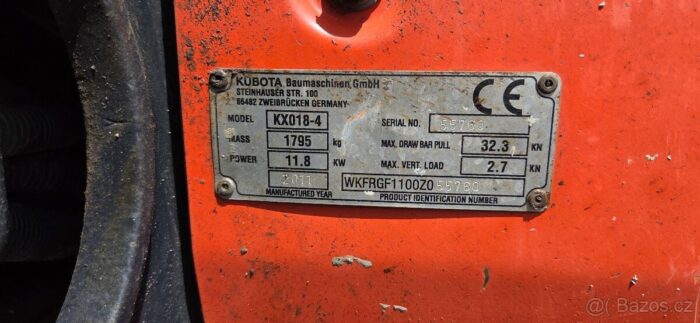 KUBOTA Baumaschinen GmbH
STEINHAUSER STR. 100
66482 ZWEIBRÜCKEN GERMANY
CE
MODEL KX018-4 SERIAL NO. 55780
MASS 1795 kg MAX. DRAW BAR PULL 32.3 KN
POWER 11.8 KW MAX. VERT. LOAD 2.7 KN
2011 WKFRGF1100Z055780
MANUFACTURED YEAR PRODUCT IDENTIFICATION NUMBER
Bazos.cz